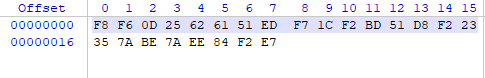 Offset 0 1 2 3 4 5 6 7 8 9 10 11 12 13 14 15
00000000 F8 F6 0D 25 62 61 51 ED F7 1C F2 BD 51 D8 F2 23
00000016 35 7A BE 7A EE 84 F2 E7